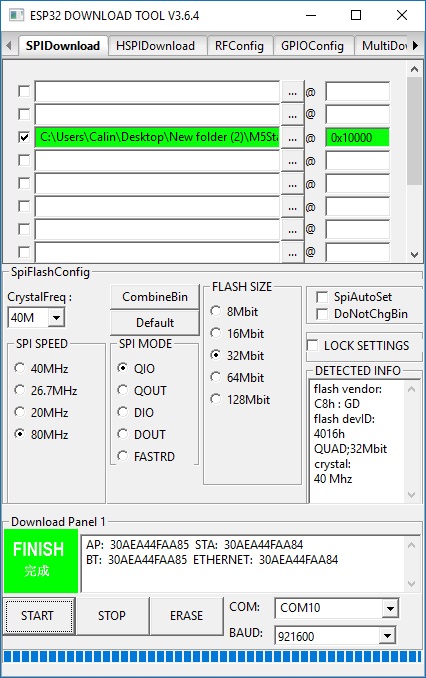 ESP32 DOWNLOAD TOOL V3.6.4
SPIDownload HSPIDownload RFConfig GPIOConfig MultiDow
... @
... @
C:\Users\Calin\Desktop\New folder (2)\M5Sta ... @ 0x10000
... @
... @
... @
... @
... @
SpiFlashConfig
CrystalFreq :
40M
CombineBin
Default
SPI SPEED
40MHz
26.7MHz
20MHz
80MHz
SPI MODE
QIO
QOUT
DIO
DOUT
FASTRD
FLASH SIZE
8Mbit
16Mbit
32Mbit
64Mbit
128Mbit
SpiAutoSet
DoNotChgBin
LOCK SETTINGS
DETECTED INFO
flash vendor:
C8h : GD
flash devID:
4016h
QUAD;32Mbit
crystal:
40 Mhz
Download Panel 1
FINISH
完成
AP: 30AEA44FAA85 STA: 30AEA44FAA84
BT: 30AEA44FAA85 ETHERNET: 30AEA44FAA84
START STOP ERASE
COM: COM10
BAUD: 921600